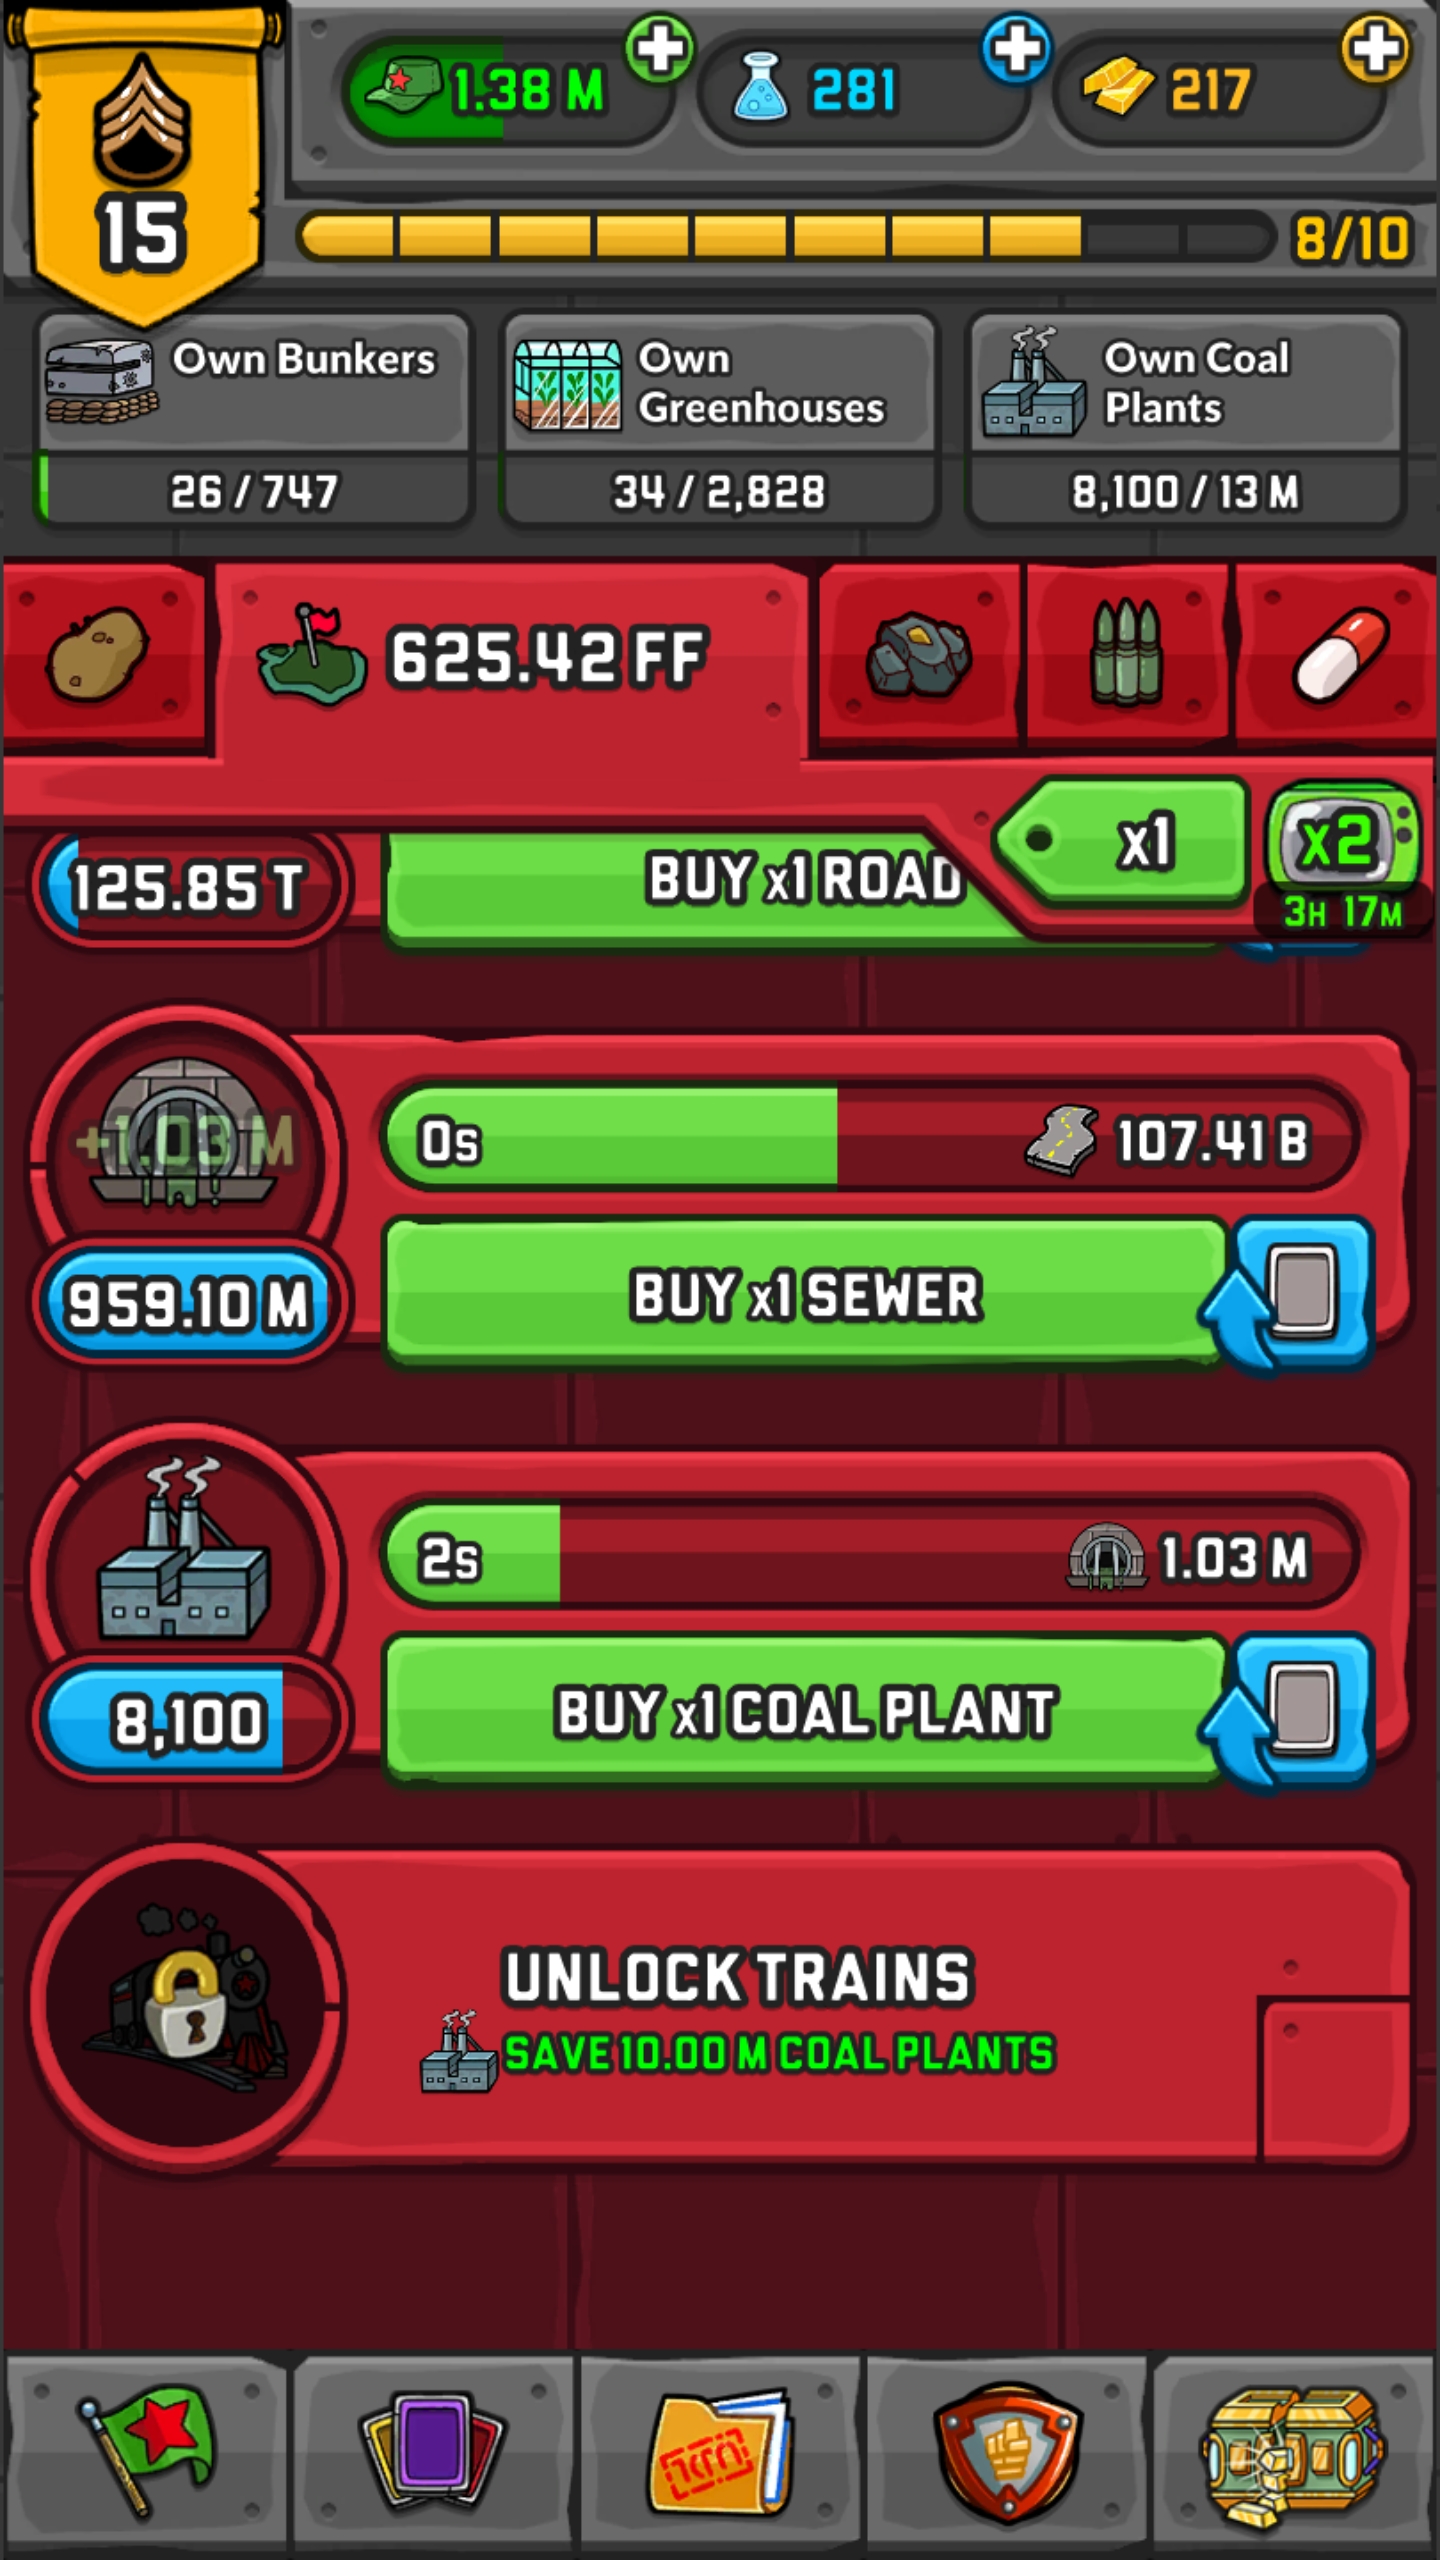 1.38 M
281
217
15
8/10
Own Bunkers
26 / 747
Own
Greenhouses
34 / 2,828
Own Coal
Plants
8,100 / 13 M
625.42 FF
x1
x2
3H 17M
125.85 T
BUY x1 ROAD
+1.03 M
0s
107.41 B
959.10 M
BUY x1 SEWER
2s
1.03 M
8,100
BUY x1 COAL PLANT
UNLOCK TRAINS
SAVE 10.00 M COAL PLANTS